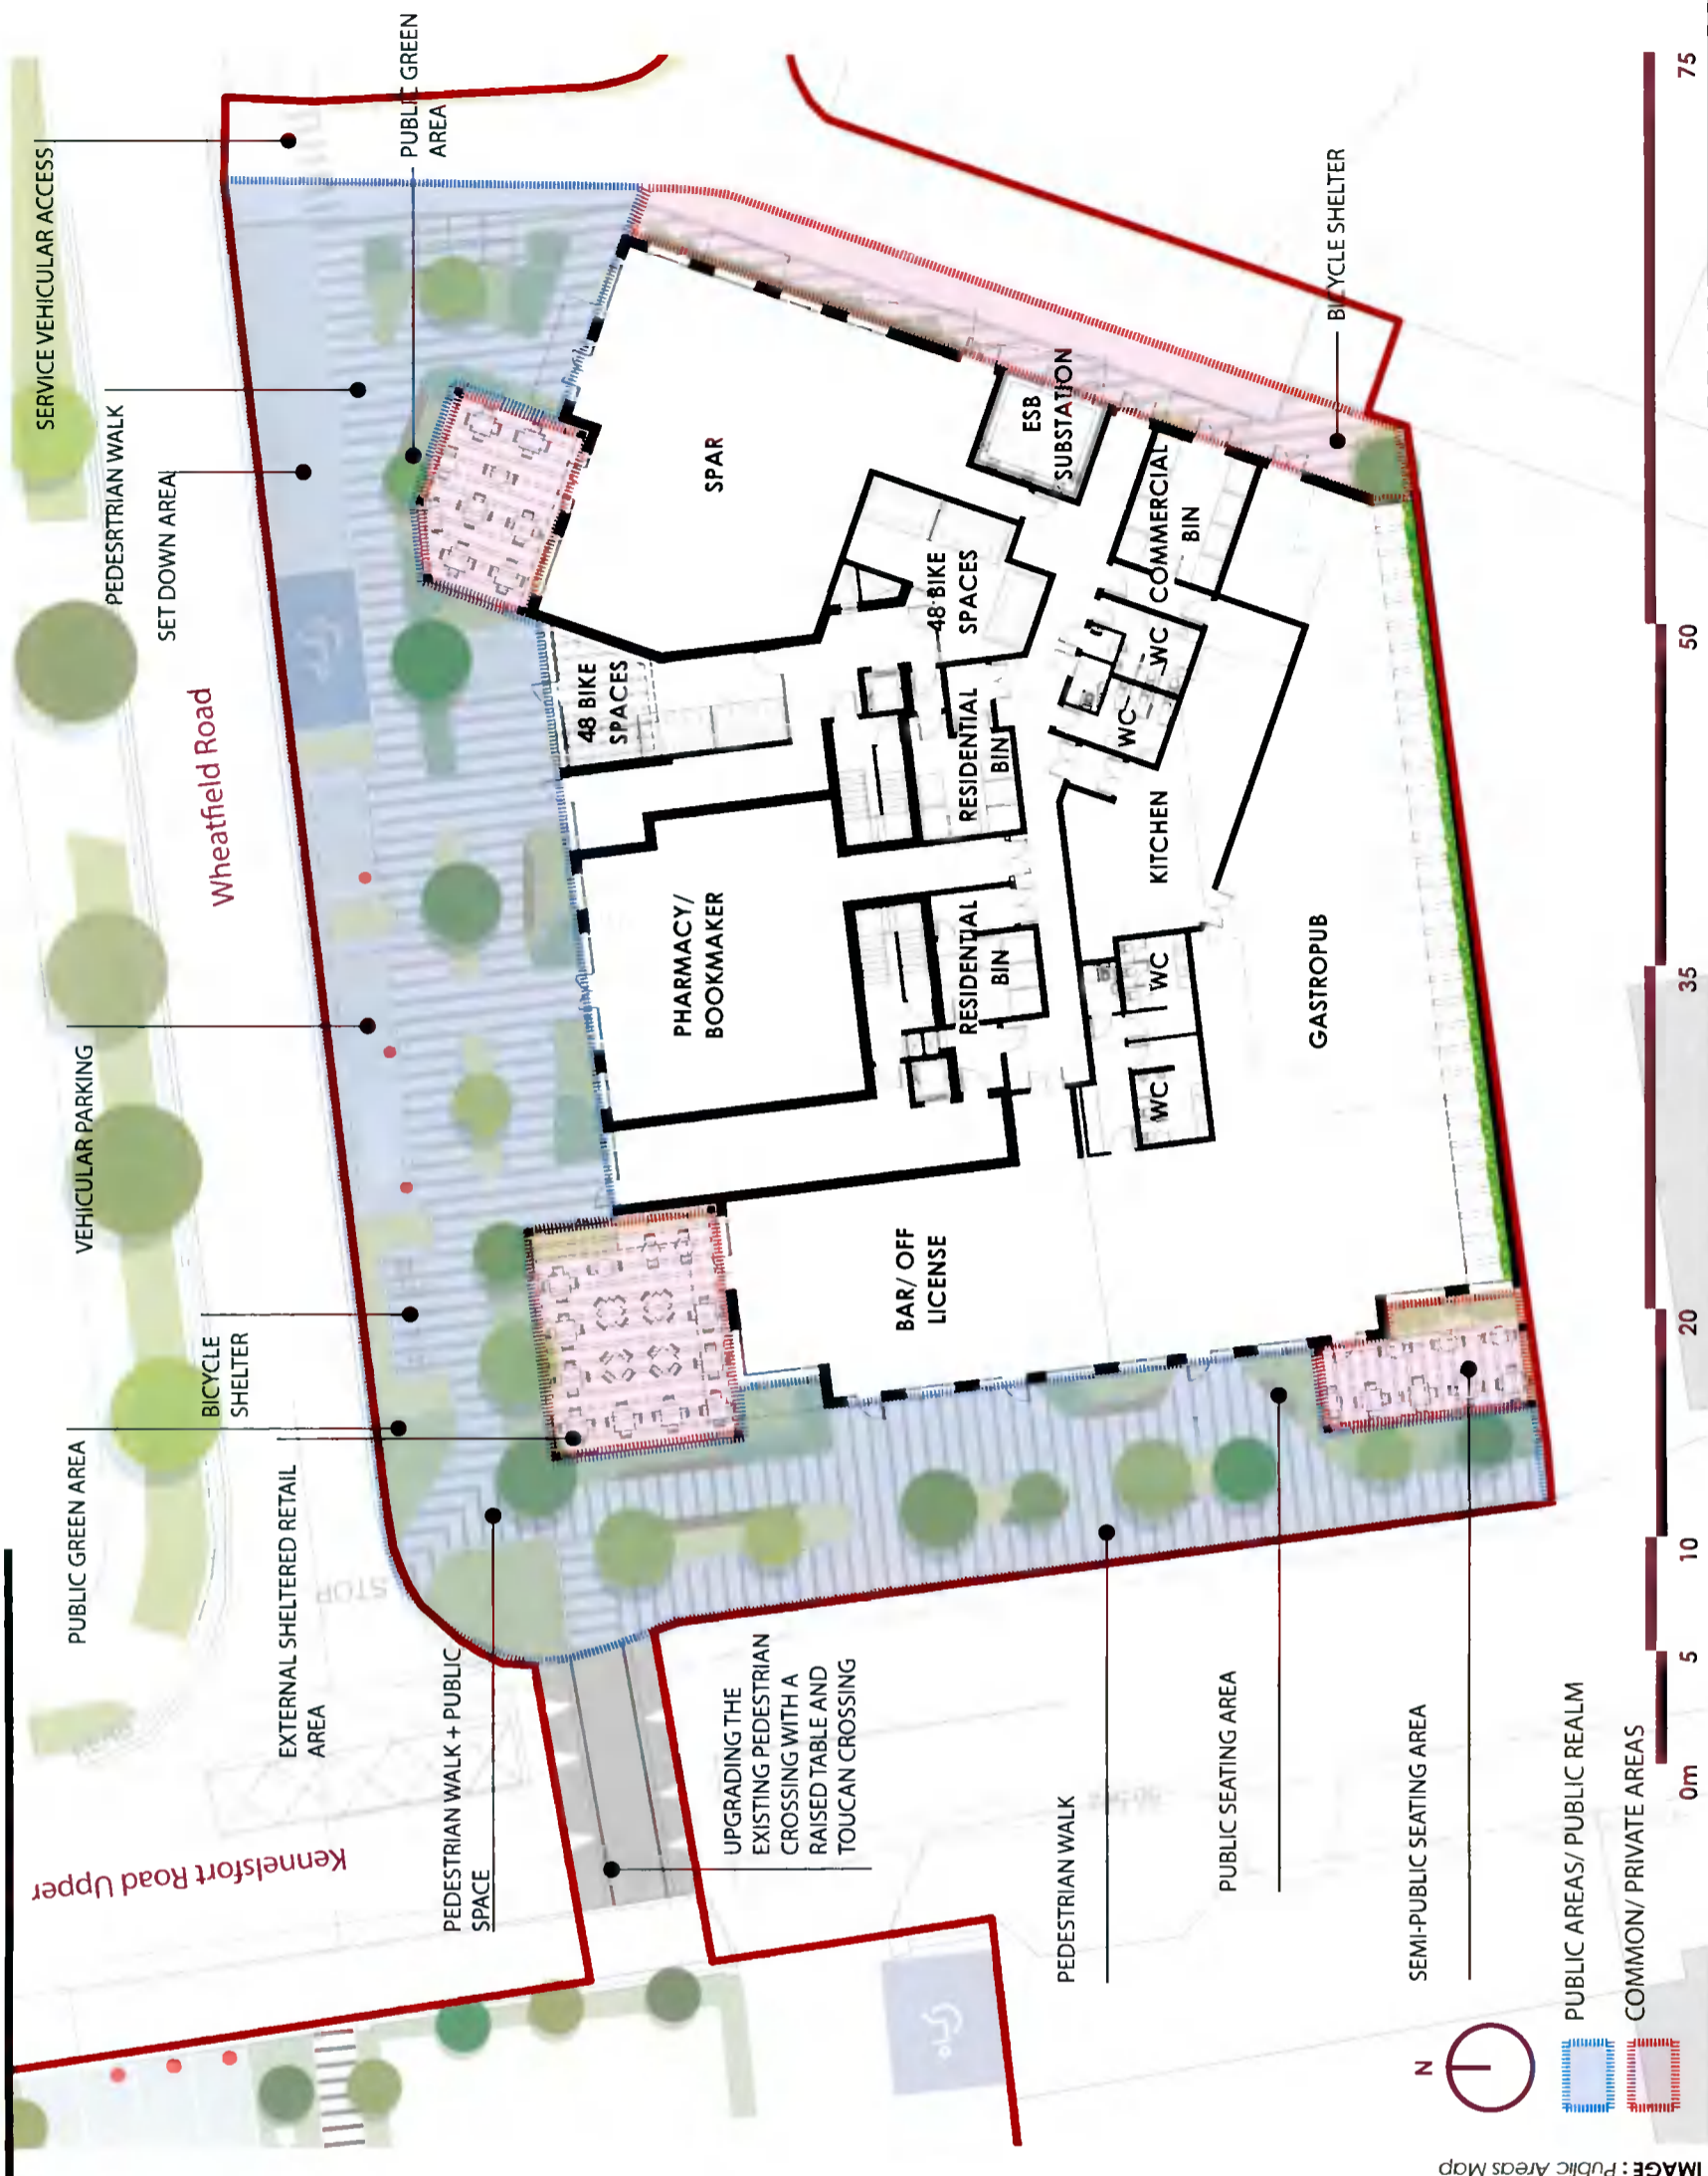 SERVICE VEHICULAR ACCESS
PEDESRTRIAN WALK
SET DOWN AREA
PUBLIC GREEN
AREA
Wheatfield Road
VEHICULAR PARKING
BICYCLE
SHELTER
PUBLIC GREEN AREA
EXTERNAL SHELTERED RETAIL
AREA
STOP
Kennelsfort Road Upper
PEDESTRIAN WALK + PUBLIC
SPACE
UPGRADING THE
EXISTING PEDESTRIAN
CROSSING WITH A
RAISED TABLE AND
TOUCAN CROSSING
PEDESTRIAN WALK
PUBLIC SEATING AREA
SEMI-PUBLIC SEATING AREA
BICYCLE SHELTER
SPAR
ESB
SUBSTATION
COMMERCIAL
BIN
48 BIKE
SPACES
48 BIKE
SPACES
WC
WC
RESIDENTIAL
BIN
KITCHEN
PHARMACY/
BOOKMAKER
RESIDENTIAL
BIN
WC
WC
GASTROPUB
BAR/ OFF
LICENSE
N
PUBLIC AREAS/ PUBLIC REALM
COMMON/ PRIVATE AREAS
0m 5 10 20 35 50 75
IMAGE : Public Areas Map